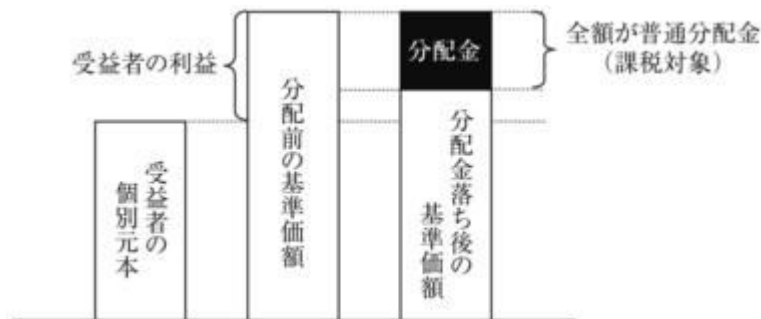 受益者の利益
分配金
全額が普通分配金
（課税対象）
受益者の
個別元本
分配前の基準価額
分配金落ち後の
基準価額